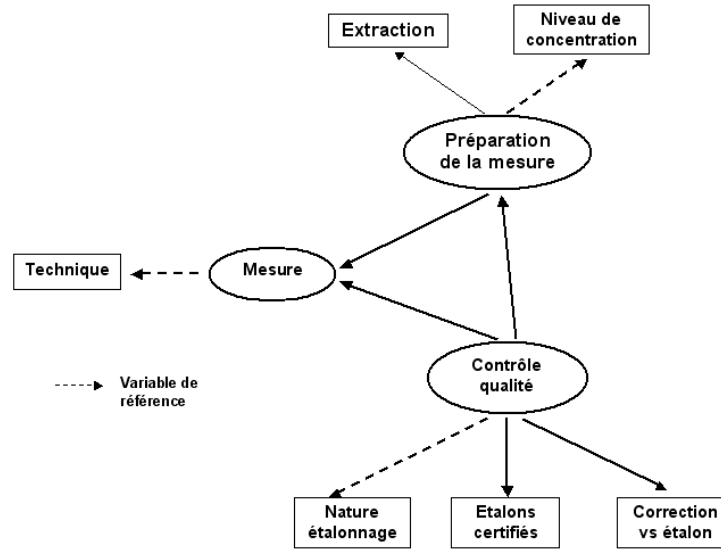 Extraction
Niveau de
concentration
Préparation
de la mesure
Technique
Mesure
Contrôle
qualité
Variable de
référence
Nature
étalonnage
Etalons
certifiés
Correction
vs étalon